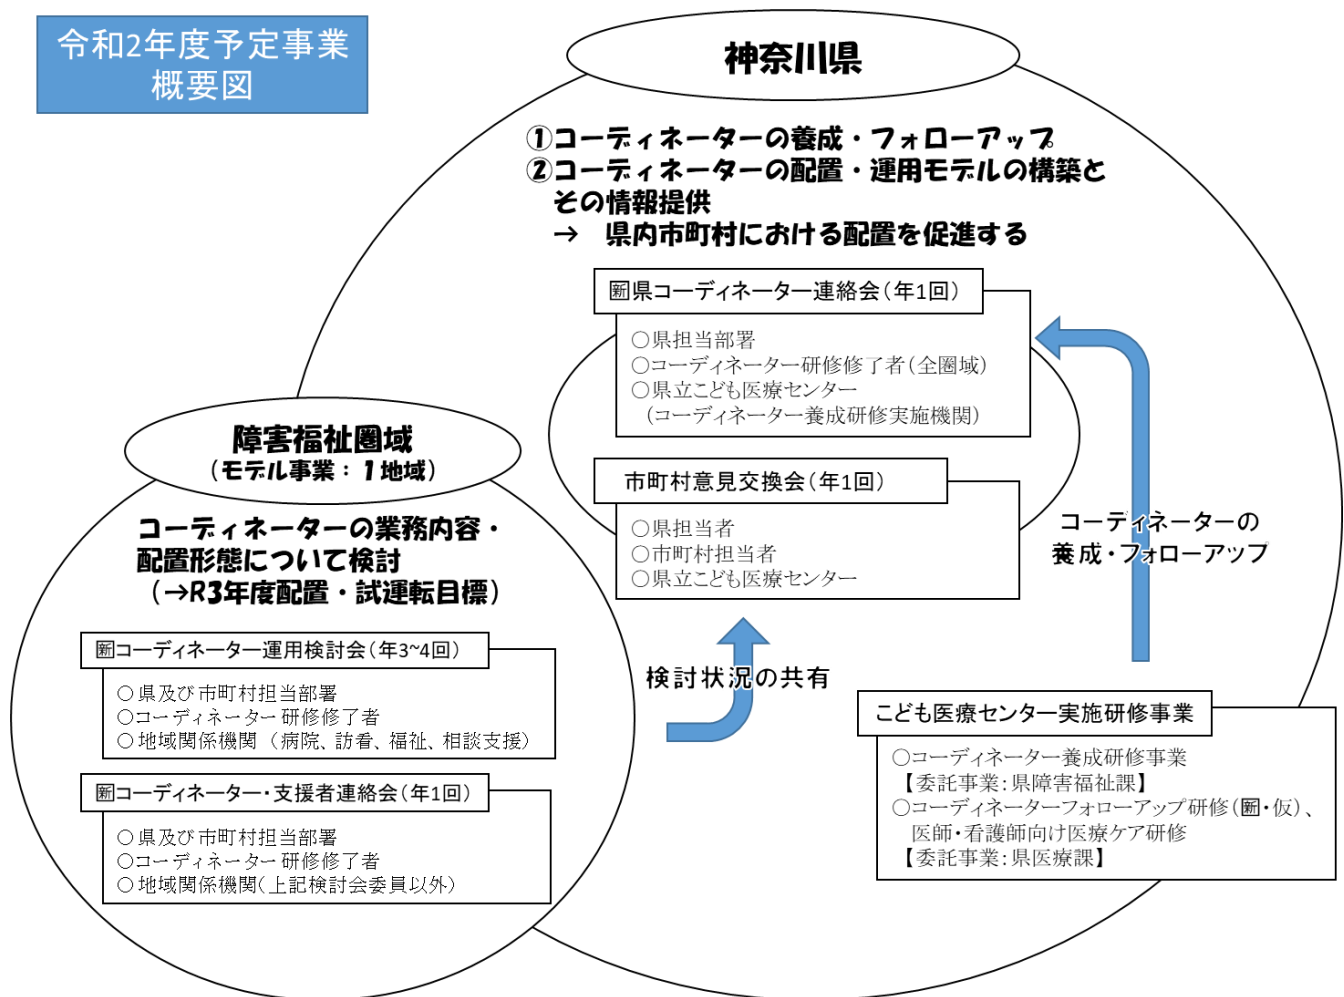 令和2年度予定事業
概要図
神奈川県
①コーディネーターの養成・フォローアップ
②コーディネーターの配置・運用モデルの構築と
その情報提供
→ 県内市町村における配置を促進する
新県コーディネーター連絡会(年1回)
○県担当部署
○コーディネーター研修修了者(全圏域)
○県立こども医療センター
(コーディネーター養成研修実施機関)
市町村意見交換会(年1回)
○県担当者
○市町村担当者
○県立こども医療センター
コーディネーターの
養成・フォローアップ
障害福祉圏域
(モデル事業:1地域)
コーディネーターの業務内容・
配置形態について検討
(→R3年度配置・試運転目標)
新コーディネーター運用検討会(年3~4回)
○県及び市町村担当部署
○コーディネーター研修修了者
○地域関係機関(病院、訪看、福祉、相談支援)
新コーディネーター・支援者連絡会(年1回)
○県及び市町村担当部署
○コーディネーター研修修了者
○地域関係機関(上記検討会委員以外)
検討状況の共有
こども医療センター実施研修事業
○コーディネーター養成研修事業
【委託事業:県障害福祉課】
○コーディネーターフォローアップ研修(新・仮)、
医師・看護師向け医療ケア研修
【委託事業:県医療課】